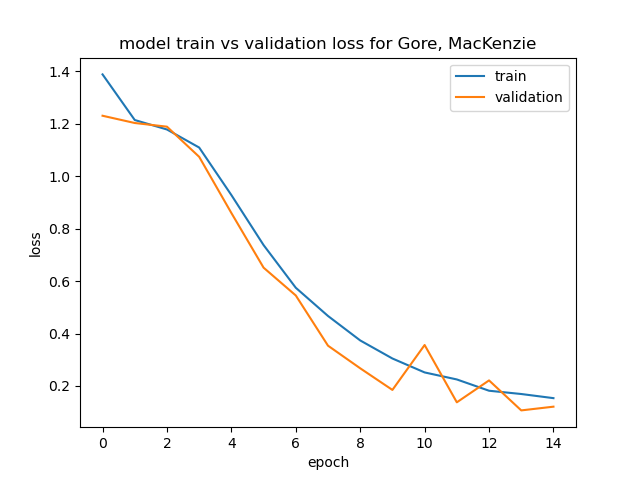 model train vs validation loss for Gore, MacKenzie
train
validation
1.4
1.2
1.0
0.8
0.6
0.4
0.2
loss
0 2 4 6 8 10 12 14
epoch